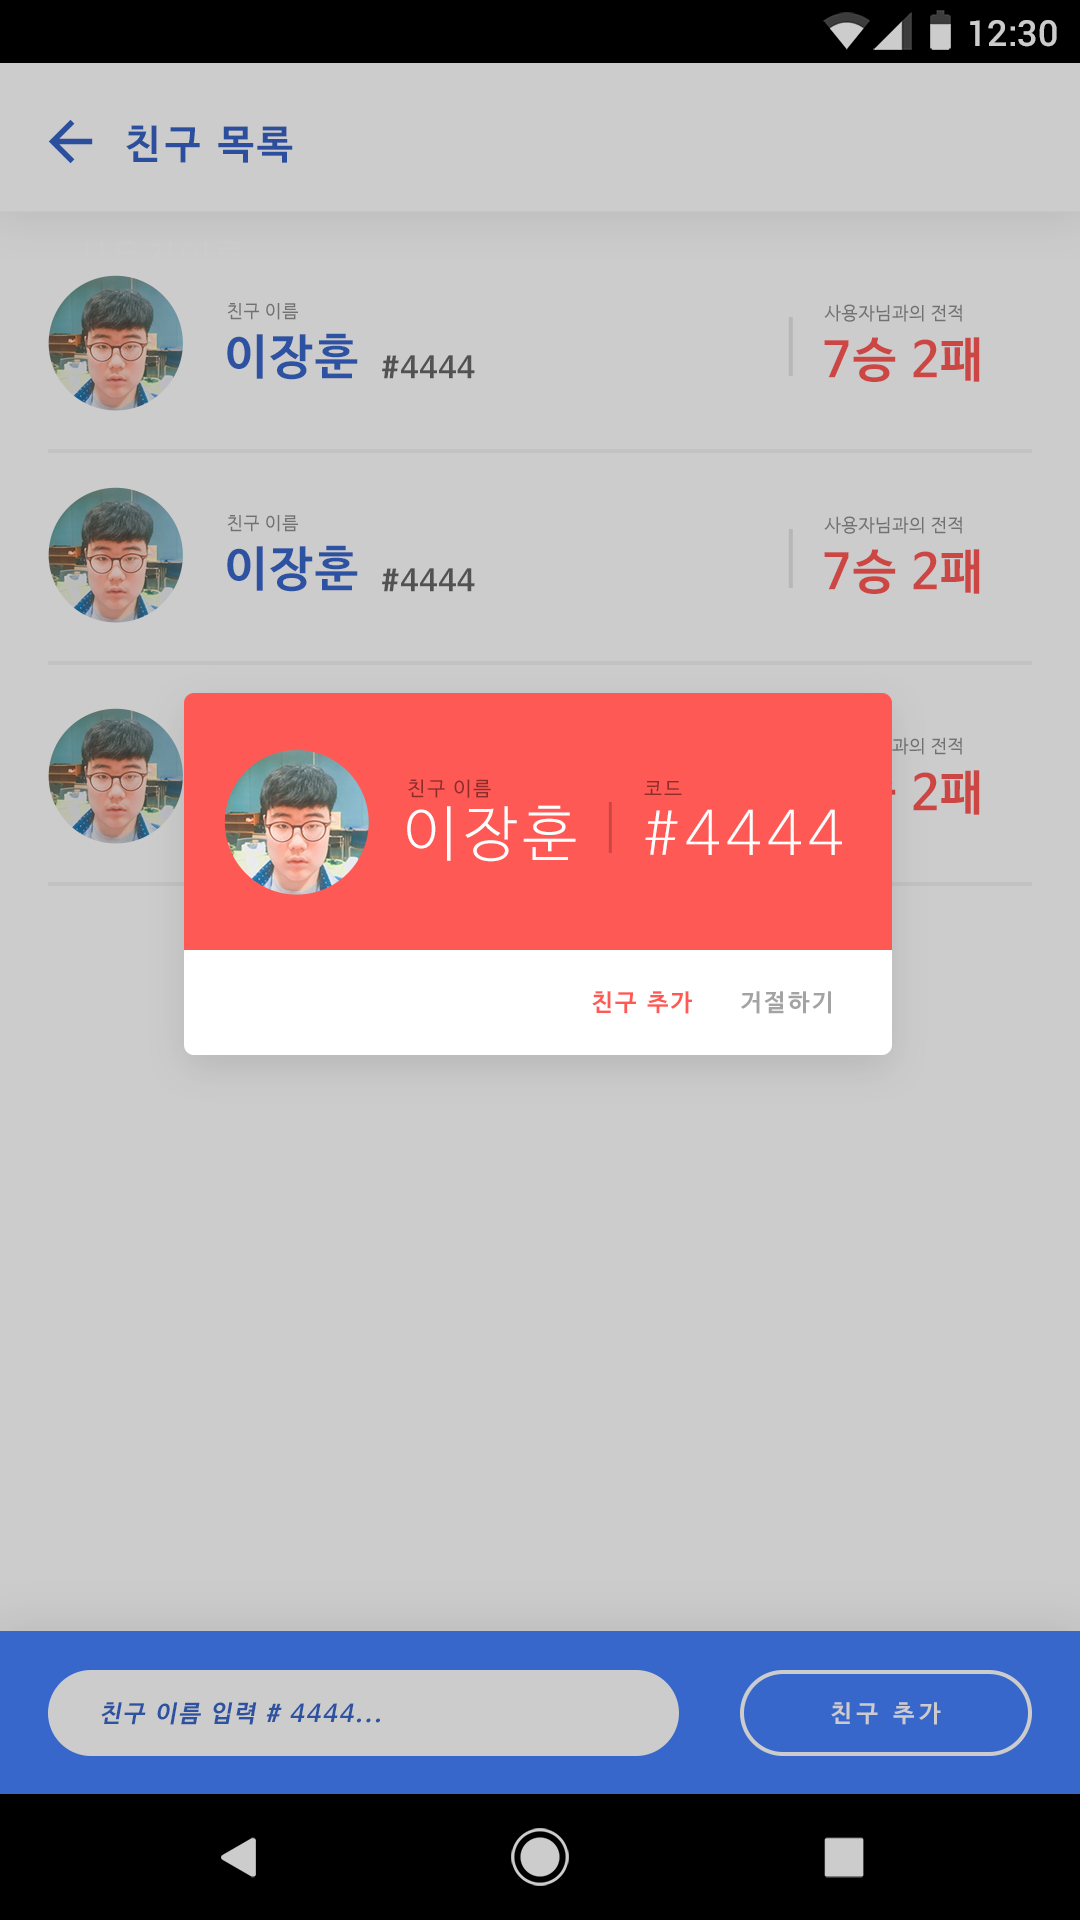 12:30
친구 목록
친구 이름
이장훈 #4444
사용자님과의 전적
7승 2패
친구 이름
이장훈 #4444
사용자님과의 전적
7승 2패
과의 전적
2패
친구 이름
이장훈
코드
#4444
친구 추가 거절하기
친구 이름 입력 # 4444...
친구 추가